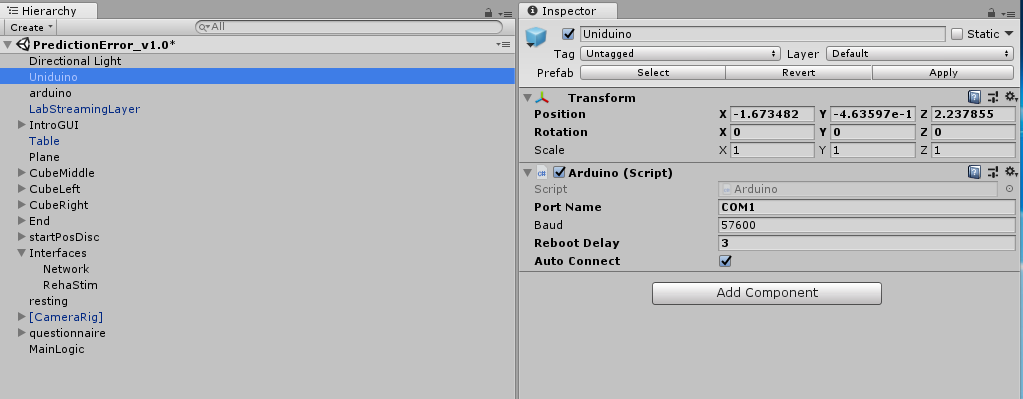 Hierarchy
Create
All
PredictionError_v1.0*
Directional Light
Uniduino
arduino
LabStreamingLayer
IntroGUI
Table
Plane
CubeMiddle
CubeLeft
CubeRight
End
startPosDisc
Interfaces
Network
RehaStim
resting
[CameraRig]
questionnaire
MainLogic
Inspector
Uniduino Static
Tag Untagged Layer Default
Prefab Select Revert Apply
Transform
Position X -1.673482 Y -4.63597e-1 Z 2.237855
Rotation X 0 Y 0 Z 0
Scale X 1 Y 1 Z 1
Arduino (Script)
Script Arduino
Port Name COM1
Baud 57600
Reboot Delay 3
Auto Connect
Add Component